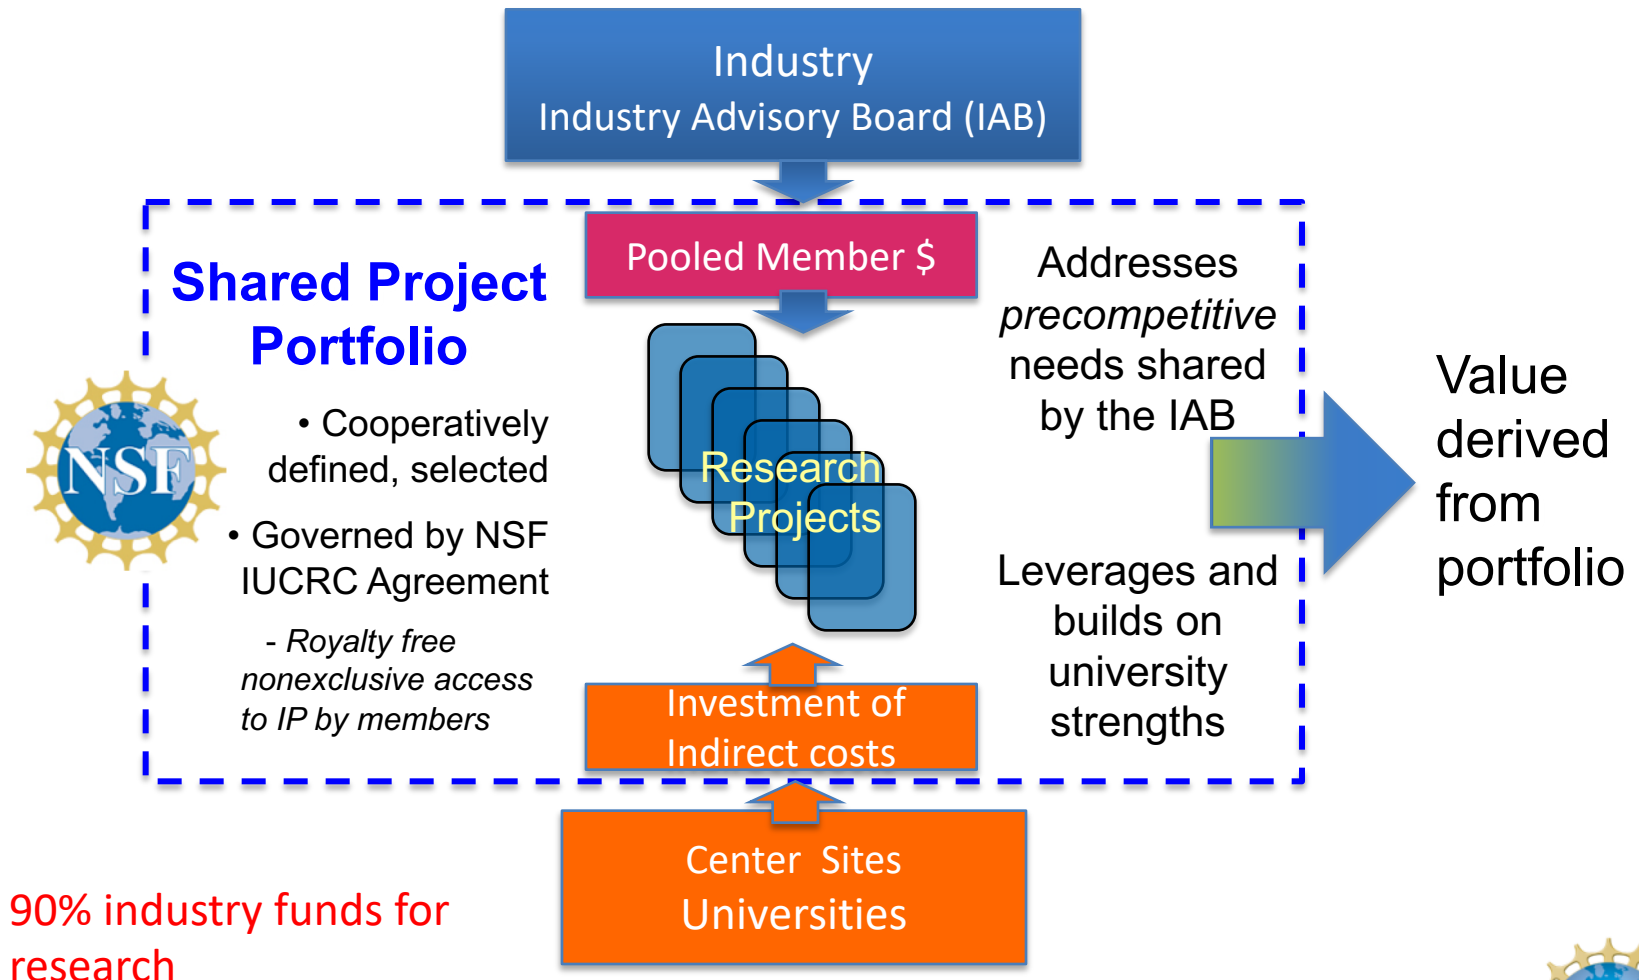 Industry
Industry Advisory Board (IAB)
Pooled Member $
Shared Project
Portfolio
• Cooperatively
defined, selected
• Governed by NSF
IUCRC Agreement
- Royalty free
nonexclusive access
to IP by members
NSF
Research
Projects
Addresses
precompetitive
needs shared
by the IAB
Leverages and
builds on
university
strengths
Value
derived
from
portfolio
Investment of
Indirect costs
Center  Sites
Universities
90% industry funds for
research